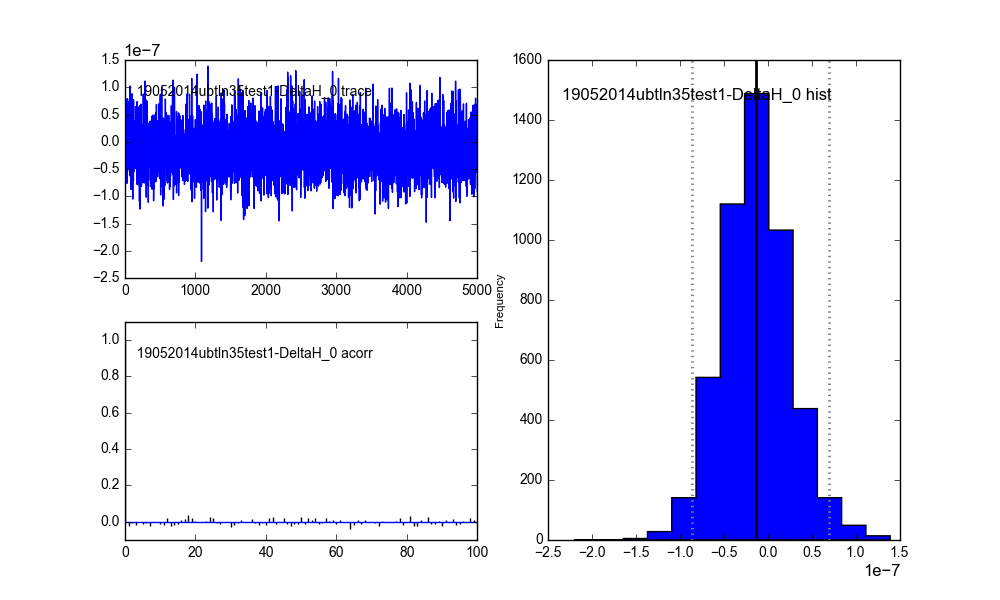 1e−7
1.5
1.0
0.5
0.0
−0.5
−1.0
−1.5
−2.0
−2.5
19052014ubtln35test1-DeltaH_0 trace
0 1000 2000 3000 4000 5000
1.0
0.8
0.6
0.4
0.2
0.0
19052014ubtln35test1-DeltaH_0 acorr
0 20 40 60 80 100
Frequency
1600
1400
1200
1000
800
600
400
200
0
19052014ubtln35test1-DeltaH_0 hist
−2.5 −2.0 −1.5 −1.0 −0.5 0.0 0.5 1.0 1.5
1e−7